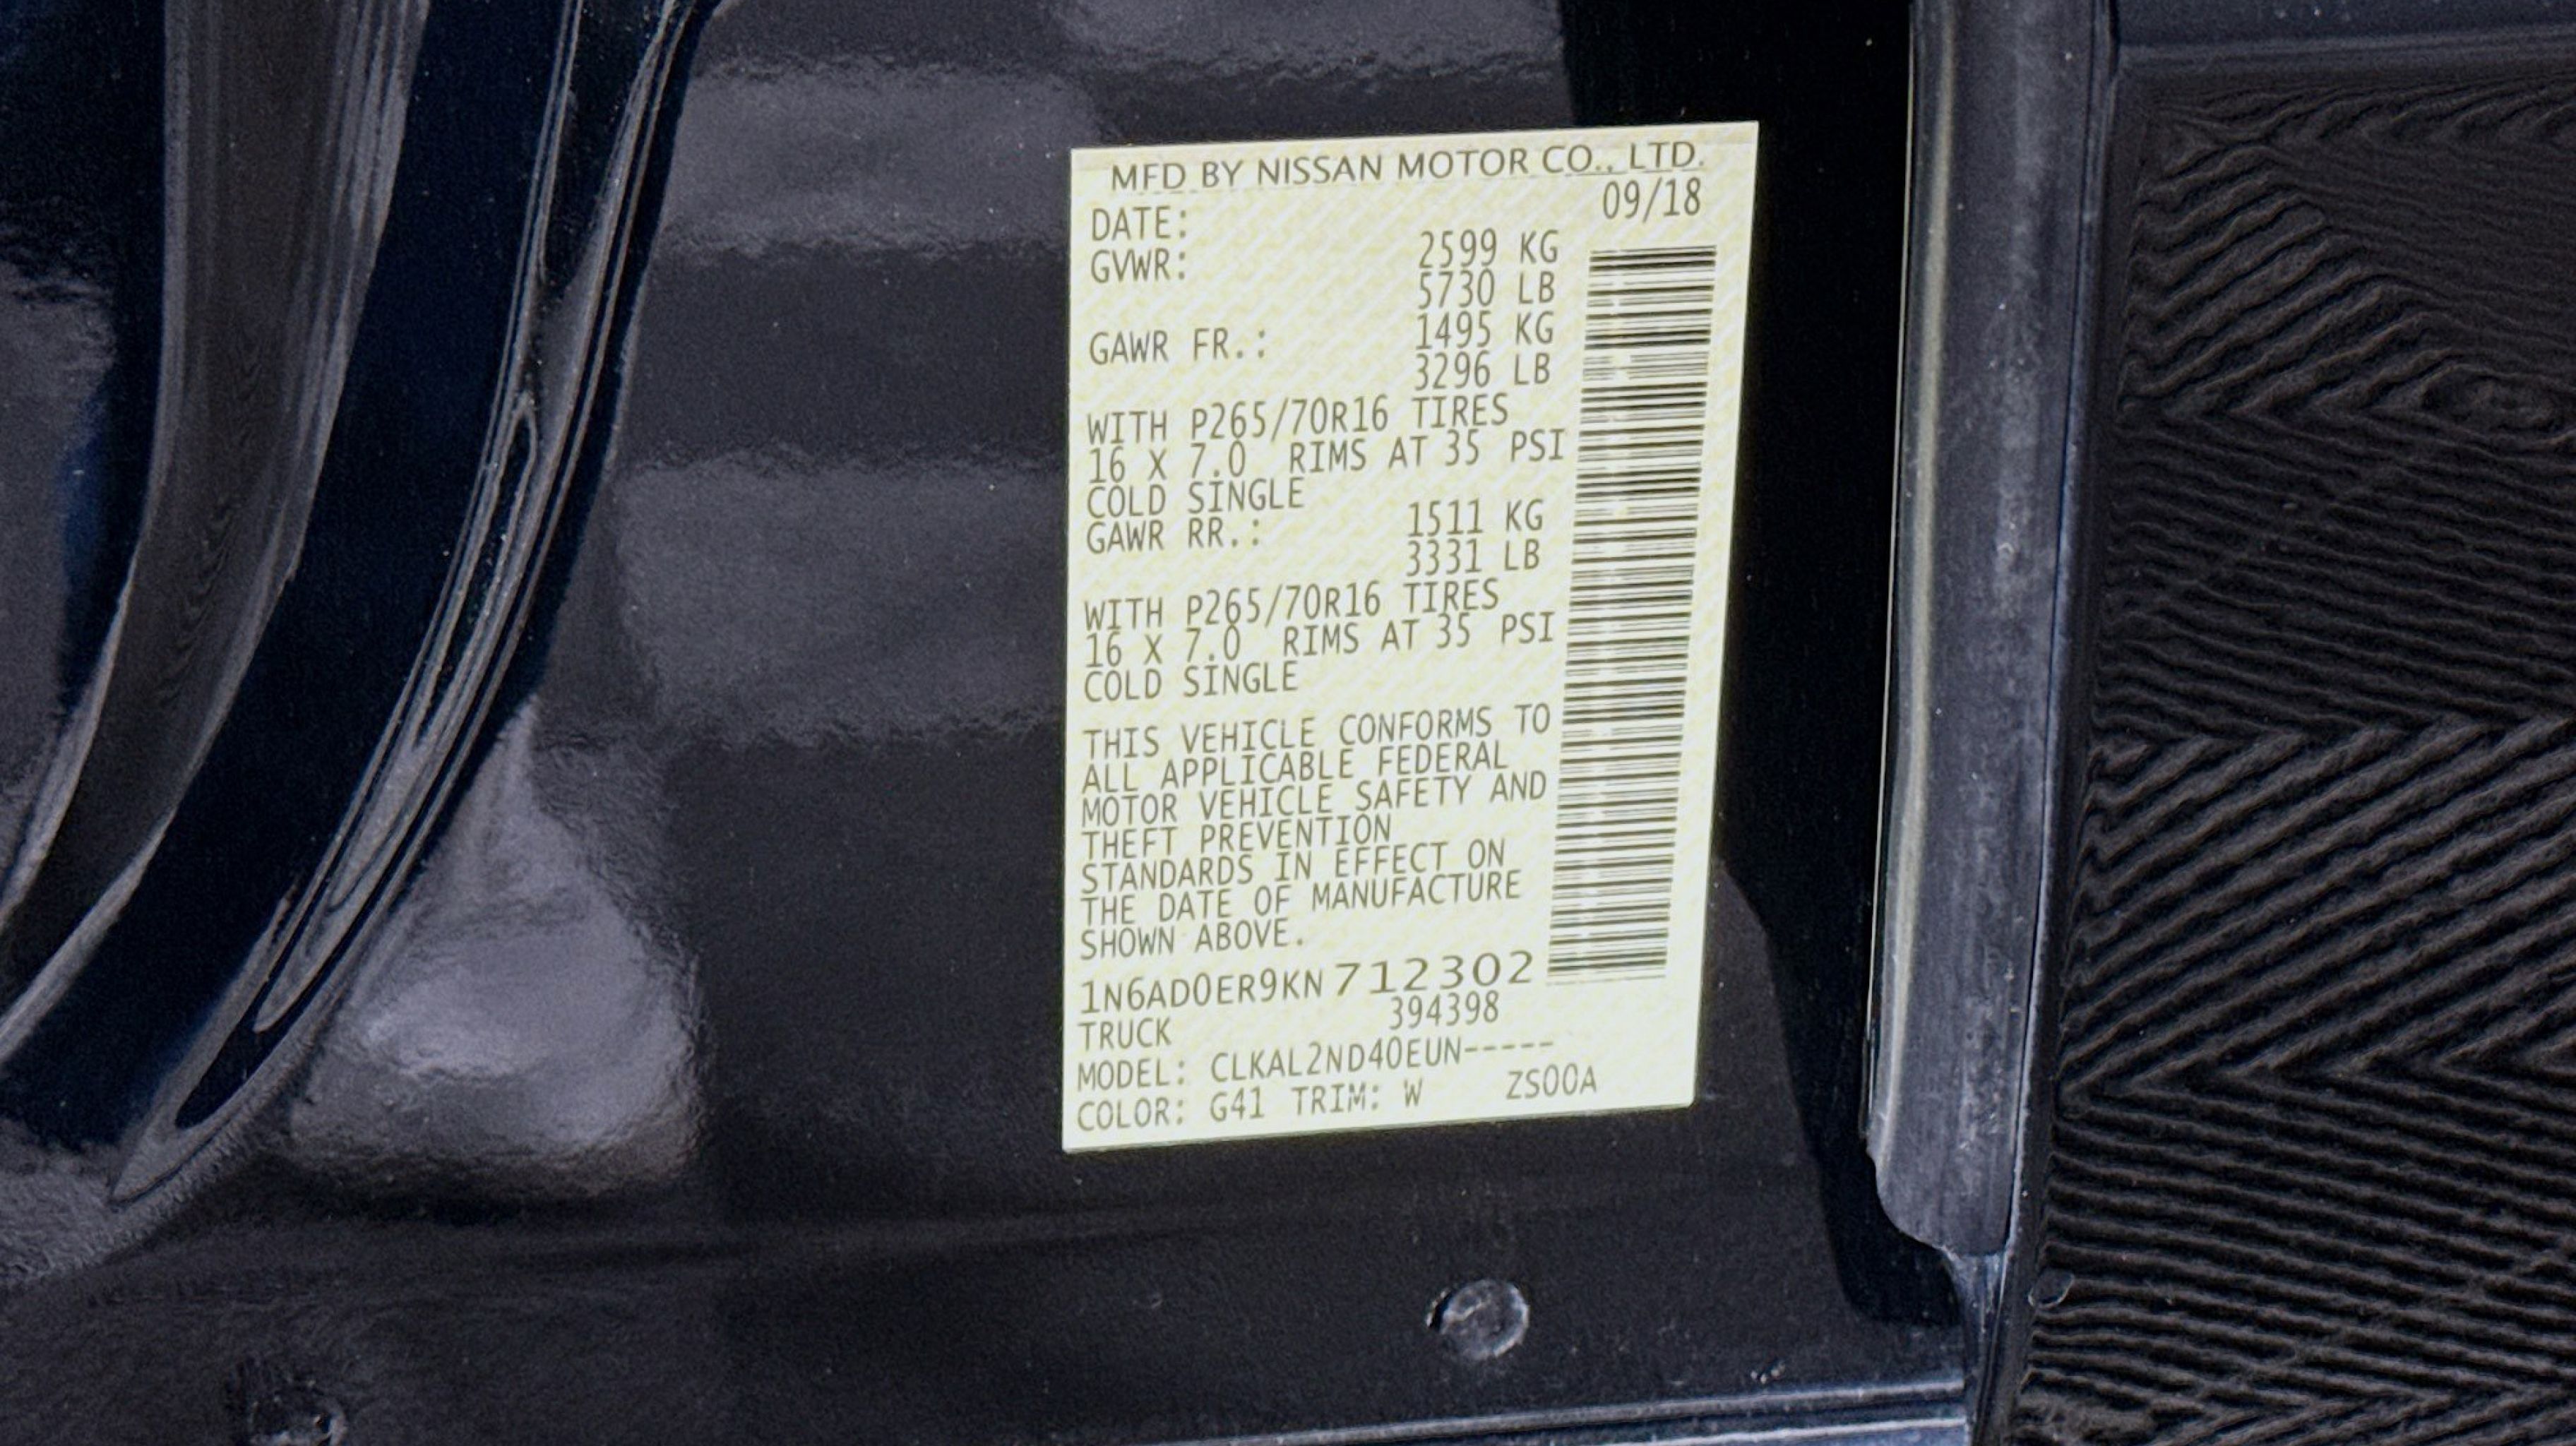 MFD BY NISSAN MOTOR CO., LTD.
DATE: 09/18
GVWR: 2599 KG
5730 LB
GAWR FR.: 1495 KG
3296 LB
WITH P265/70R16 TIRES
16 X 7.0 RIMS AT 35 PSI
COLD SINGLE
GAWR RR.: 1511 KG
3331 LB
WITH P265/70R16 TIRES
16 X 7.0 RIMS AT 35 PSI
COLD SINGLE
THIS VEHICLE CONFORMS TO
ALL APPLICABLE FEDERAL
MOTOR VEHICLE SAFETY AND
THEFT PREVENTION
STANDARDS IN EFFECT ON
THE DATE OF MANUFACTURE
SHOWN ABOVE.
1N6AD0ER9KN712302
TRUCK 394398
MODEL: CLKAL2ND40EUN-----
COLOR: G41 TRIM: W ZS00A